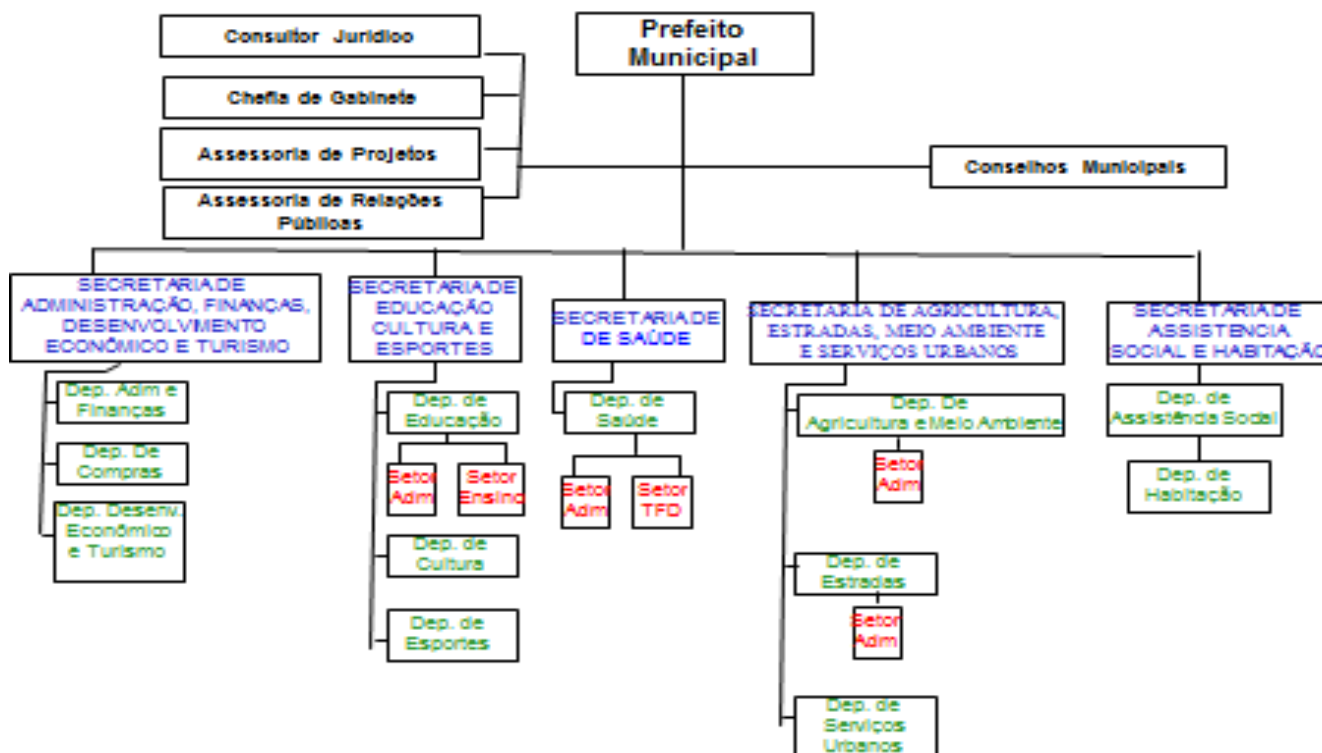 Prefeito
Municipal
Consultor Jurídico
Chefia de Gabinete
Assessoria de Projetos
Assessoria de Relações
Públicas
Conselhos Municipais
SECRETARIA DE
ADMINISTRAÇÃO, FINANÇAS,
DESENVOLVIMENTO
ECONÔMICO E TURISMO
Dep. Adm e
Finanças
Dep. De
Compras
Dep. Desenv.
Econômico
e Turismo
SECRETARIA DE
EDUCAÇÃO
CULTURA E
ESPORTES
Dep. de
Educação
Setor
Adm
Setor
Ensino
Dep. de
Cultura
Dep. de
Esportes
SECRETARIA DE
DE SAÚDE
Dep. de
Saúde
Setor
Adm
Setor
TFD
SECRETARIA DE AGRICULTURA,
ESTRADAS, MEIO AMBIENTE
E SERVIÇOS URBANOS
Dep. De
Agricultura e Meio Ambiente
Setor
Adm
Dep. de
Estradas
Setor
Adm
Dep. de
Serviços
Urbanos
SECRETARIA DE
ASSISTENCIA
SOCIAL E HABITAÇÃO
Dep. de
Assistência Social
Dep. de
Habitação